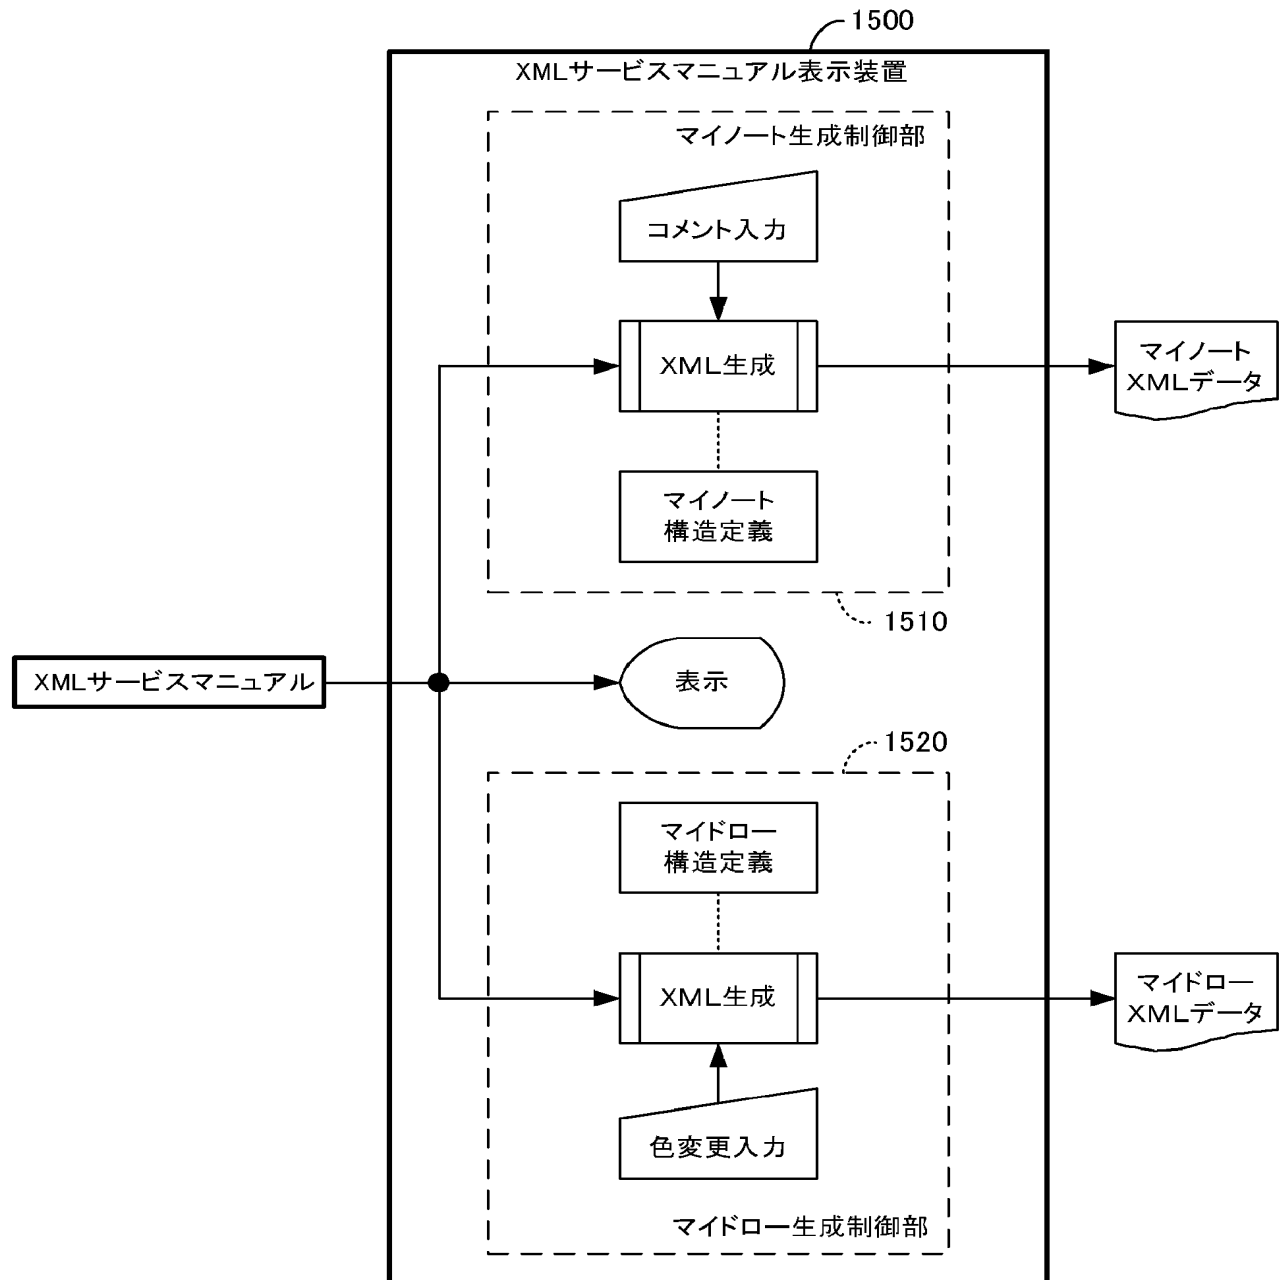 1500
XMLサービスマニュアル表示装置
マイノート生成制御部
コメント入力
XML生成
マイノート
XMLデータ
マイノート
構造定義
1510
XMLサービスマニュアル
表示
1520
マイドロー
構造定義
XML生成
マイドロー
XMLデータ
色変更入力
マイドロー生成制御部